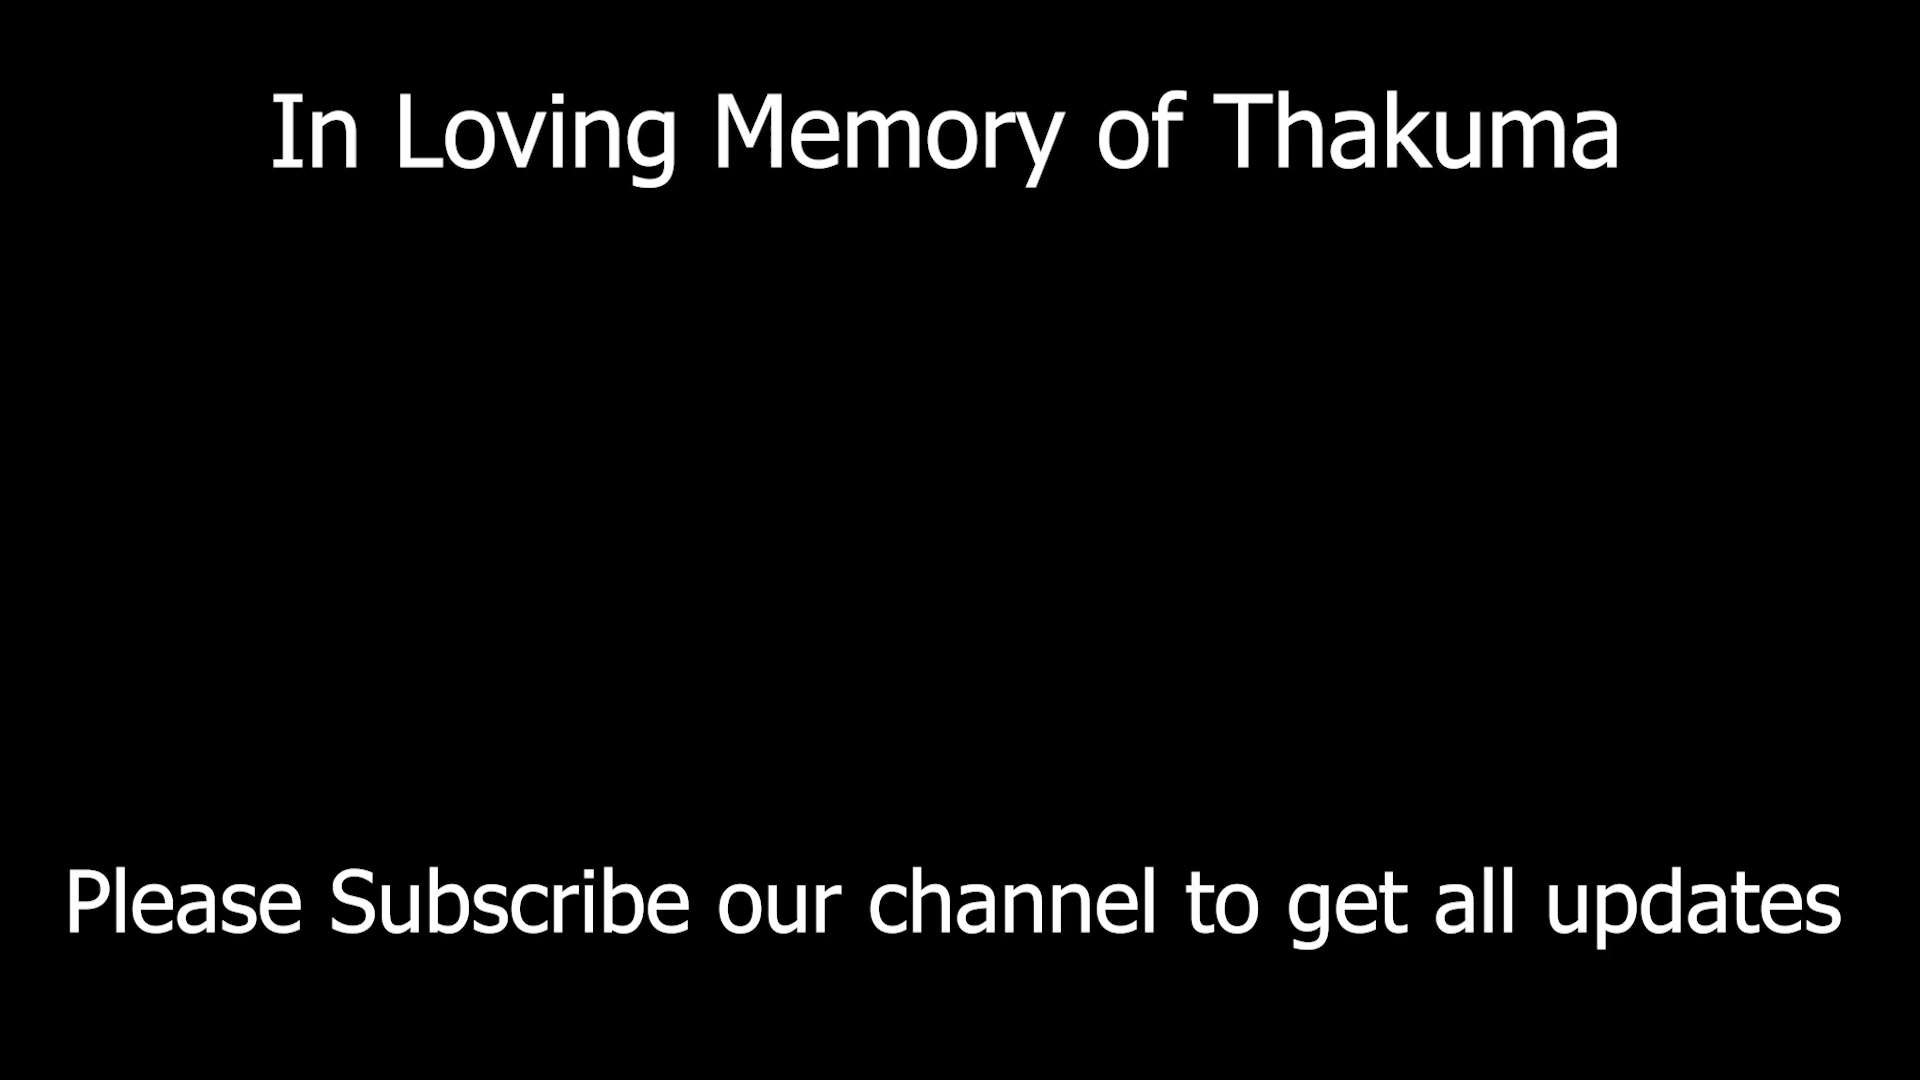 In Loving Memory of Thakuma
Please Subscribe our channel to get all updates